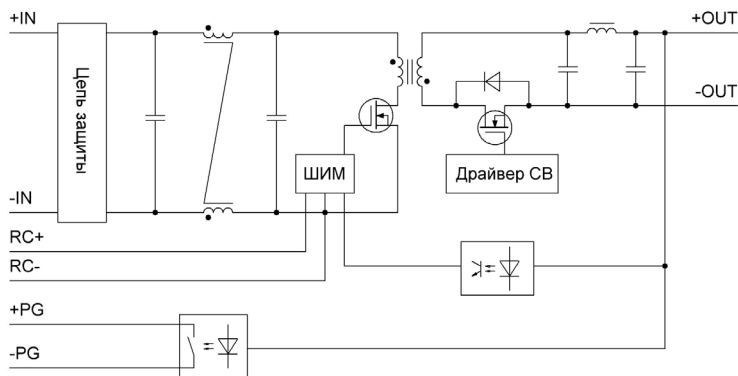 +IN
+OUT
Цепь защиты
-OUT
ШИМ
Драйвер СВ
-IN
RC+
RC-
+PG
-PG